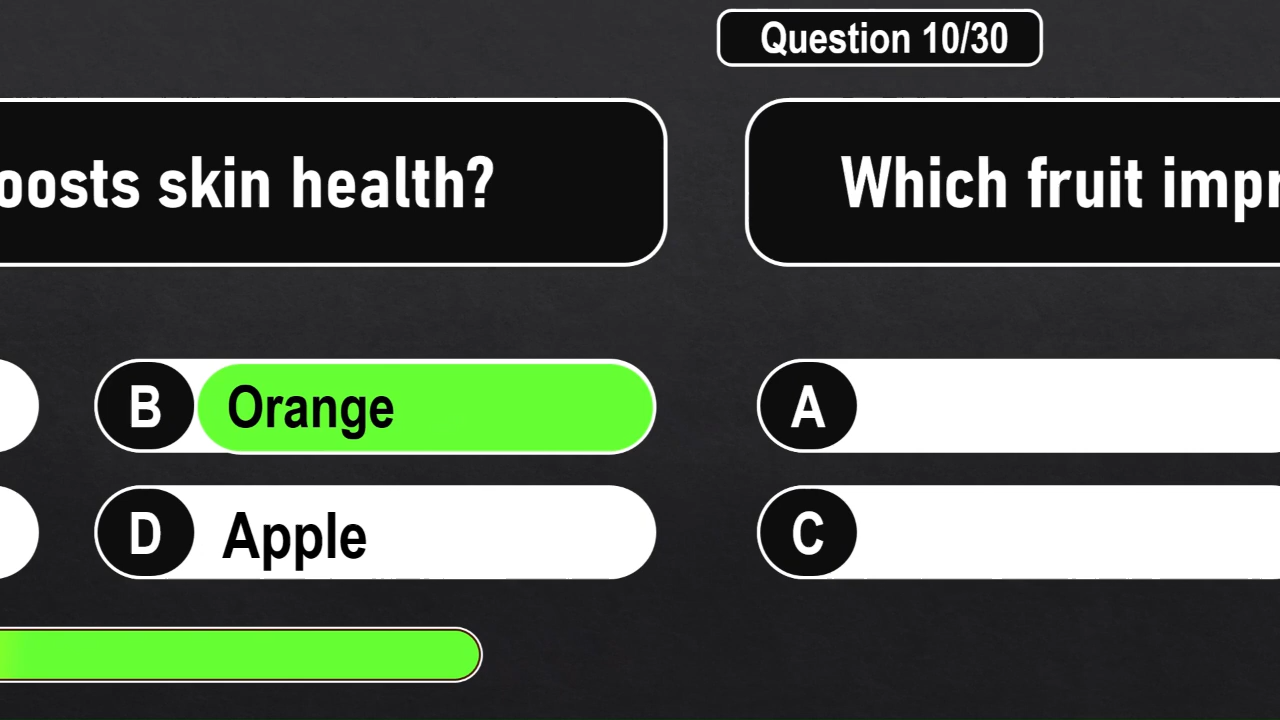 Question 10/30
oosts skin health?
Which fruit impr
B Orange
A
D Apple
C